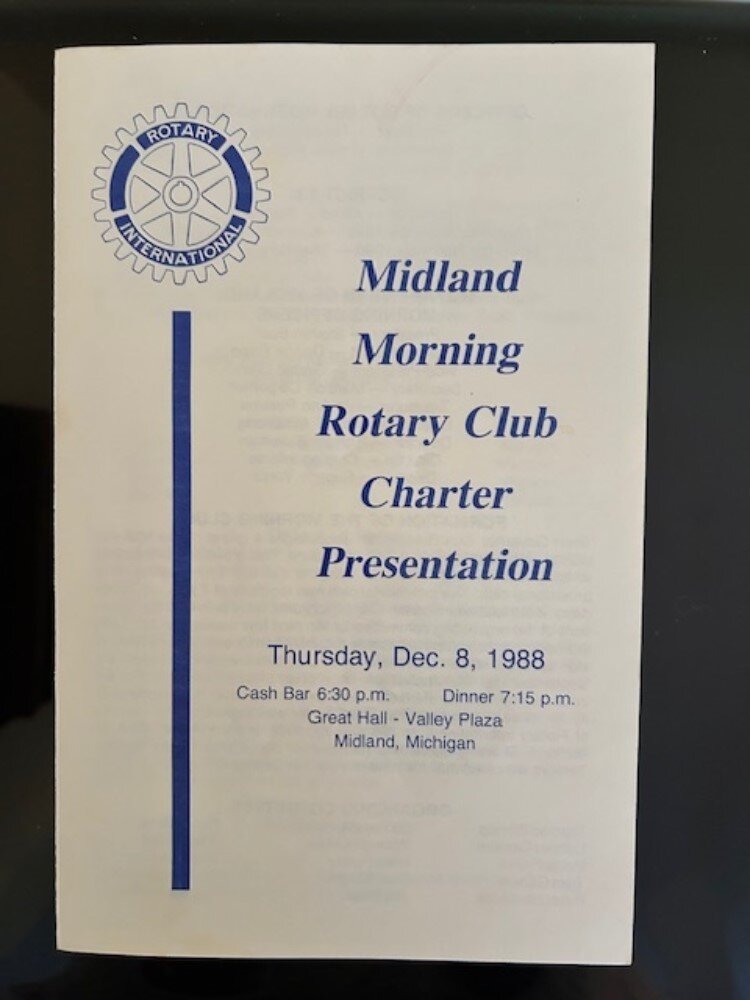 ROTARY
INTERNATIONAL
Midland
Morning
Rotary Club
Charter
Presentation
Thursday, Dec. 8, 1988
Cash Bar 6:30 p.m. Dinner 7:15 p.m.
Great Hall - Valley Plaza
Midland, Michigan